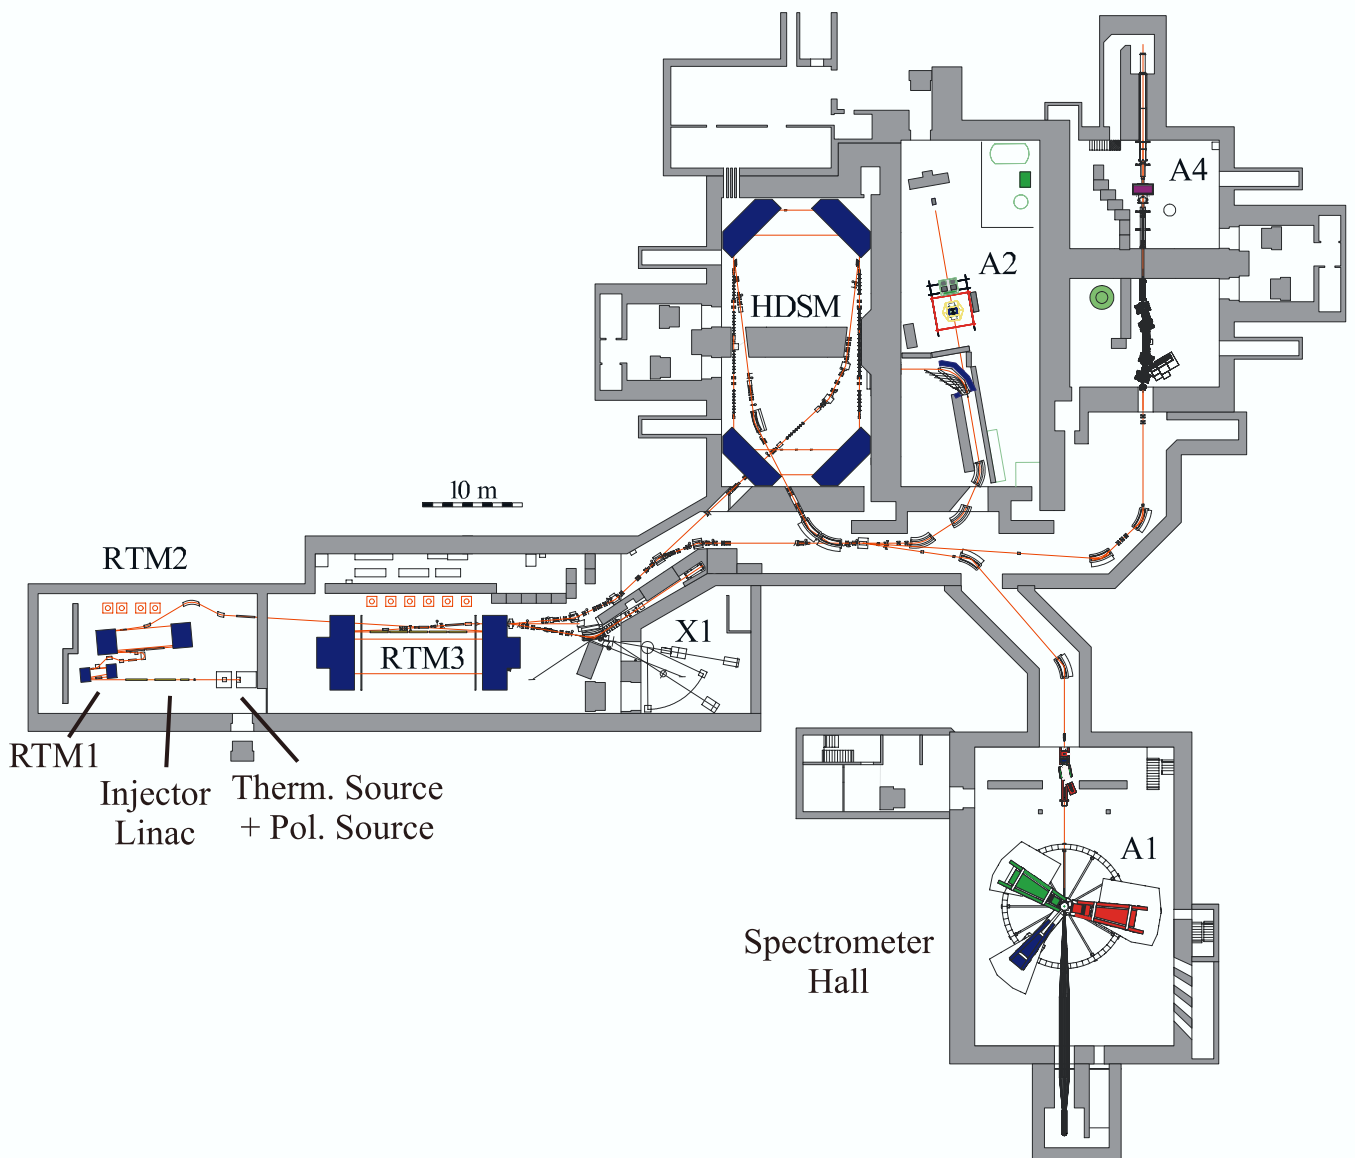 A4
A2
HDSM
10 m
RTM2
X1
RTM3
RTM1
Injector
Linac
Therm. Source
+ Pol. Source
A1
Spectrometer
Hall